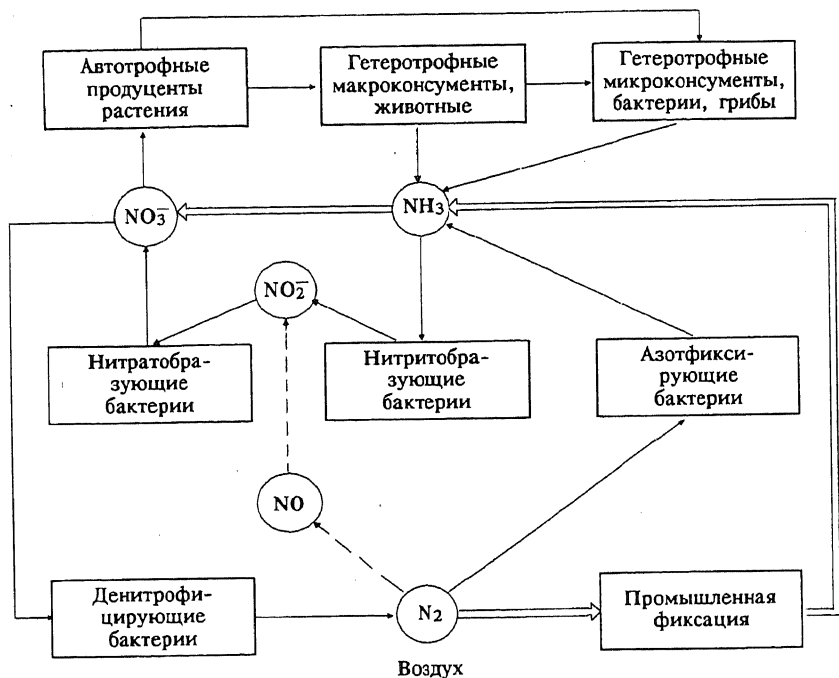 Автотрофные
продуценты
растения
Гетеротрофные
макроконсументы,
животные
Гетеротрофные
микроконсументы,
бактерии, грибы
NO₃⁻
NH₃
NO₂⁻
Нитратобра-
зующие
бактерии
Нитритобра-
зующие
бактерии
Азотфикси-
рующие
бактерии
NO
Денитрофи-
цирующие
бактерии
N₂
Промышленная
фиксация
Воздух